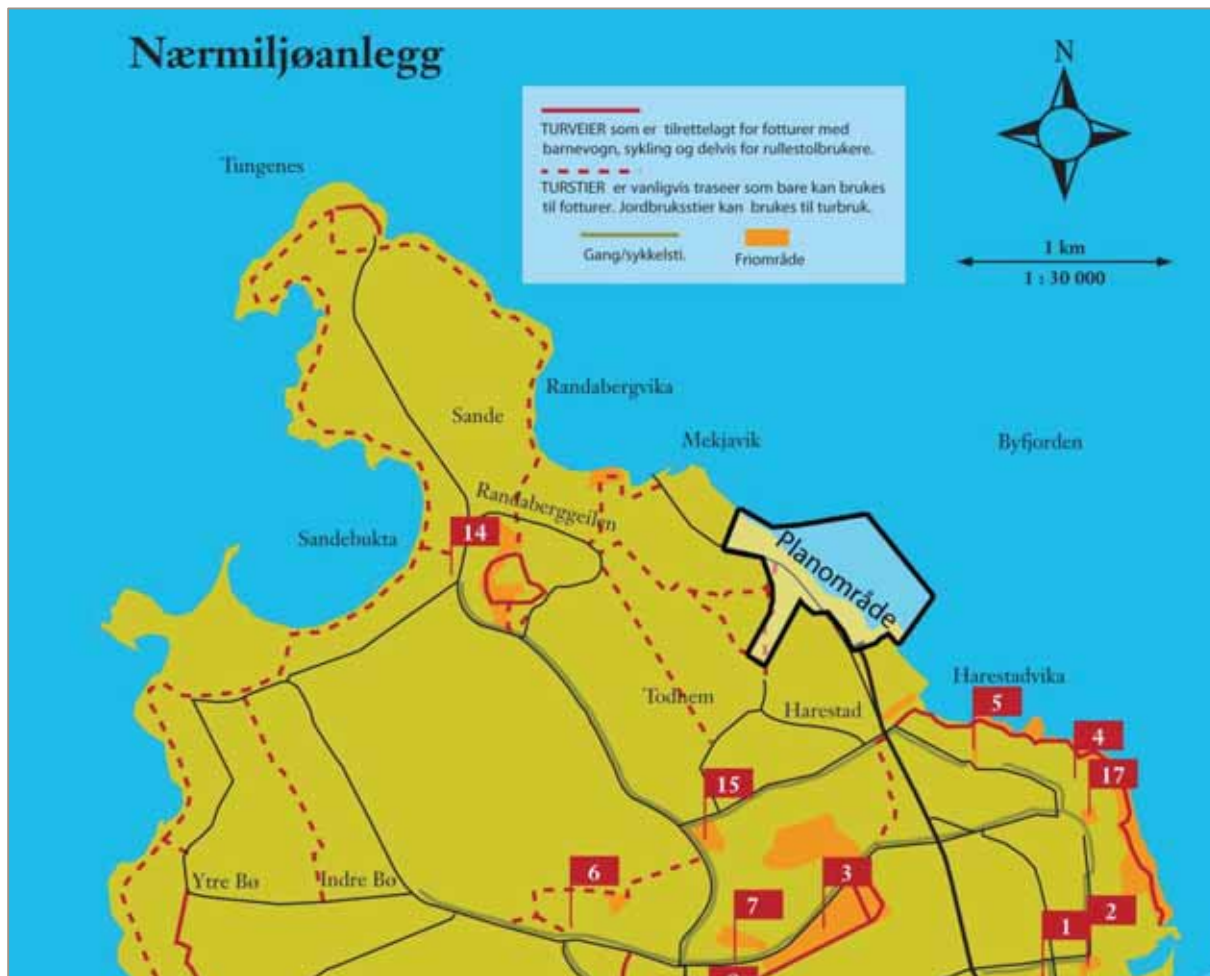 Nærmiljøanlegg
N
TURVEIER som er tilrettelagt for fotturer med
barnevogn, sykling og delvis for rullestolbrukere.
TURSTIER er vanligvis traseer som bare kan brukes
til fotturer. Jordbruksstier kan brukes til turbruk.
Gang/sykkelsti.
Friområde
1 km
1 : 30 000
Tungenes
Randabergvika
Sande
Mekjavik
Byfjorden
Randaberggeilen
14
Sandebukta
Planområde
Harestadvika
Todnem
Harestad
5
4
17
15
6
3
Ytre Bø
Indre Bø
7
2
1